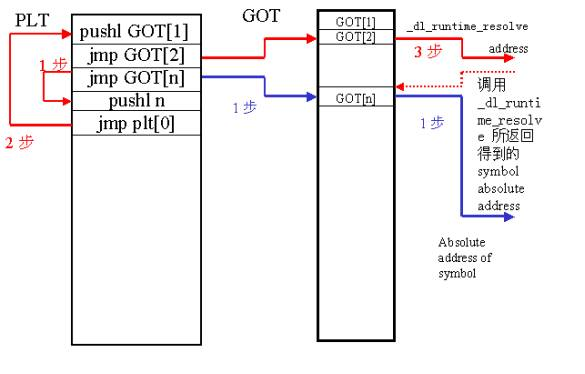 PLT
GOT
pushl GOT[1]
jmp GOT[2]
1步
jmp GOT[n]
pushl n
jmp plt[0]
2 步
1步
GOT[1]
GOT[2]
GOT[n]
_dl_runtime_resolve
3 步
address
1步
调用
_dl_runti
me_resolv
e 所返回
得到的
symbol
absolute
address
Absolute
address of
symbol